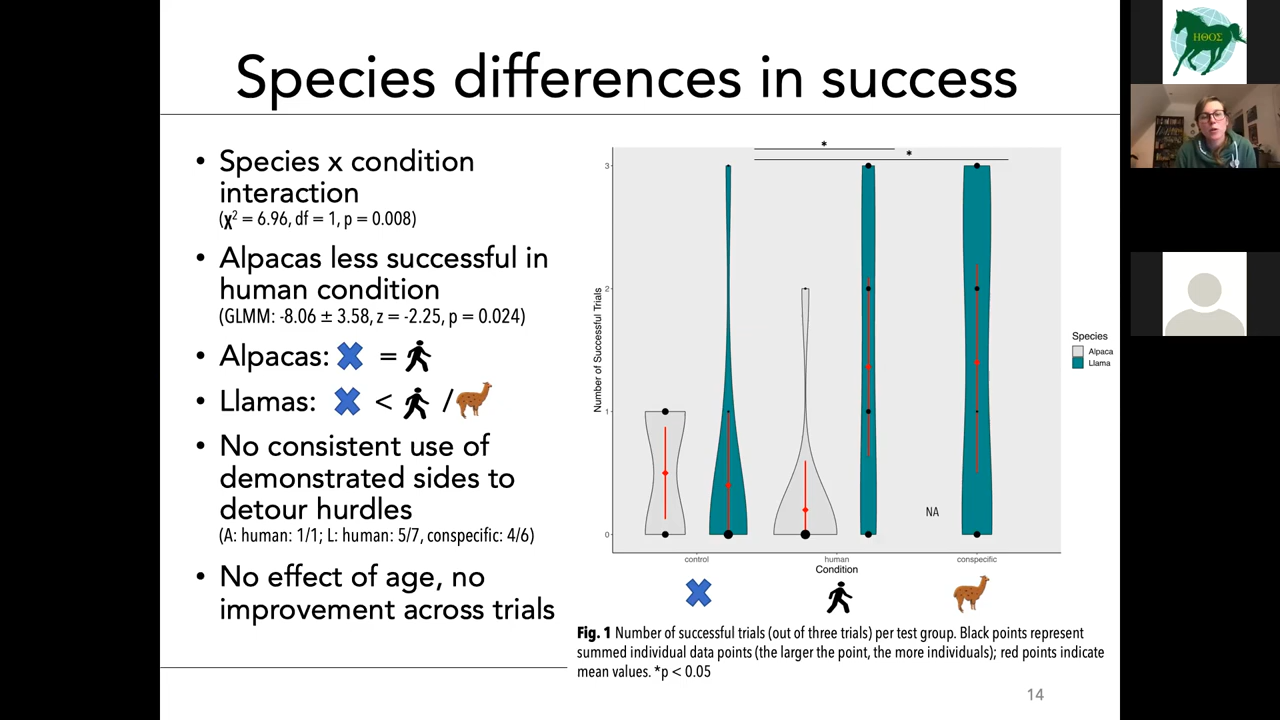 ΗΘΟΣ
Species differences in success
• Species x condition
interaction
(χ² = 6.96, df = 1, p = 0.008)
• Alpacas less successful in
human condition
(GLMM: -8.06 ± 3.58, z = -2.25, p = 0.024)
• Alpacas: =
• Llamas: < /
• No consistent use of
demonstrated sides to
detour hurdles
(A: human: 1/1; L: human: 5/7, conspecific: 4/6)
• No effect of age, no
improvement across trials
* *
3
2
1
0
Number of Successful Trials
NA
control human conspecific
Condition
Species
Alpaca
Llama
Fig. 1 Number of successful trials (out of three trials) per test group. Black points represent
summed individual data points (the larger the point, the more individuals); red points indicate
mean values. *p < 0.05
14